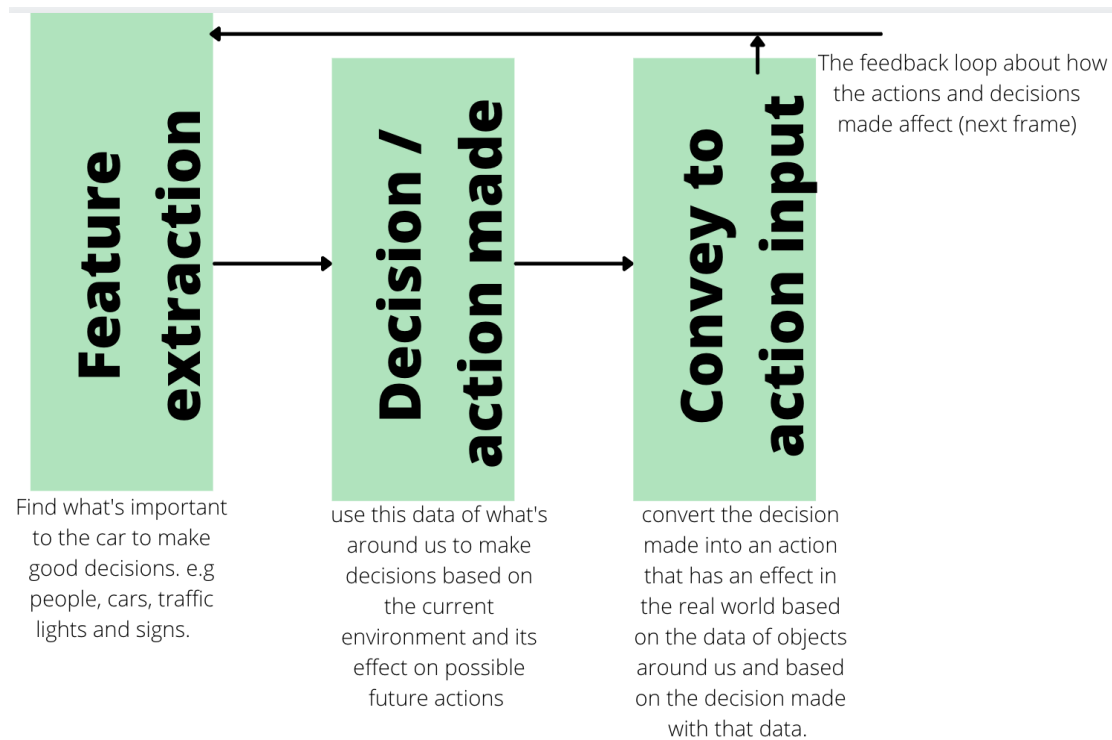 Feature
extraction
Decision /
action made
Convey to
action input
The feedback loop about how
the actions and decisions
made affect (next frame)
Find what's important
to the car to make
good decisions. e.g
people, cars, traffic
lights and signs.
use this data of what's
around us to make
decisions based on
the current
environment and its
effect on possible
future actions
convert the decision
made into an action
that has an effect in
the real world based
on the data of objects
around us and based
on the decision made
with that data.